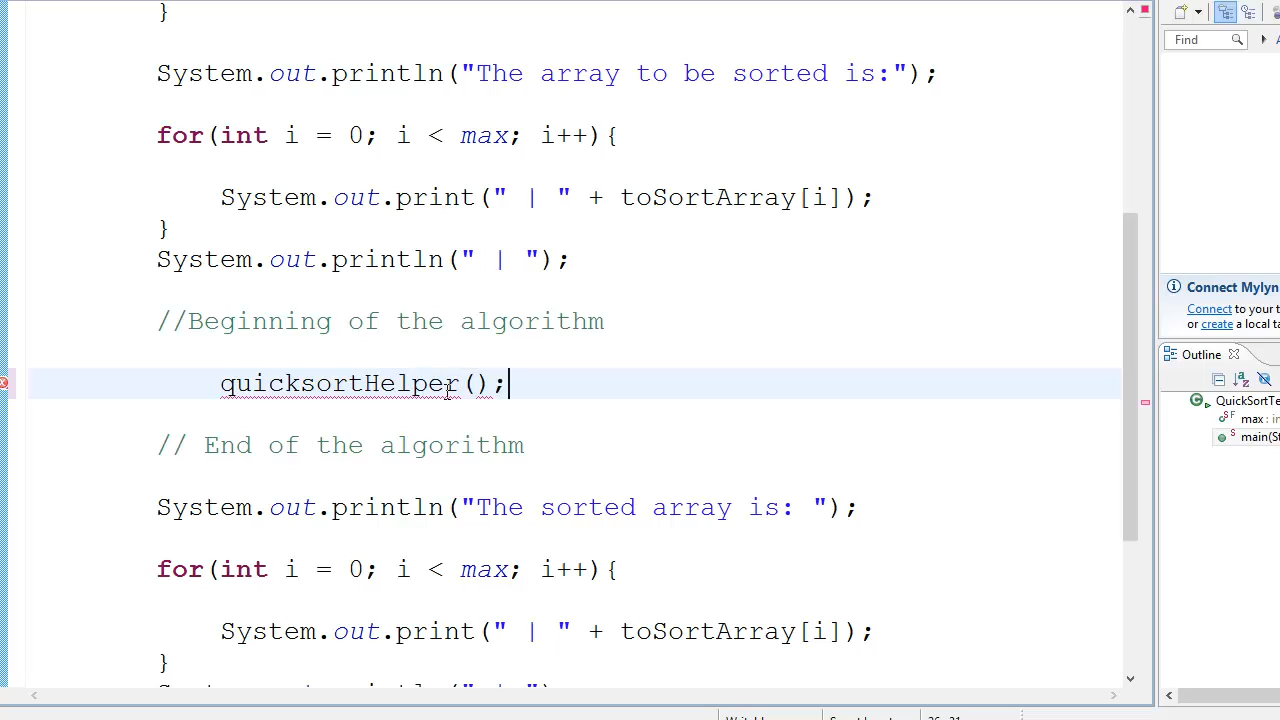 }
System.out.println("The array to be sorted is:");
for(int i = 0; i < max; i++){
System.out.print(" | " + toSortArray[i]);
}
System.out.println(" | ");
//Beginning of the algorithm
quicksortHelper();
// End of the algorithm
System.out.println("The sorted array is: ");
for(int i = 0; i < max; i++){
System.out.print(" | " + toSortArray[i]);
}
Find
Connect Mylyn
Connect to your t
or create a local ta
Outline
QuickSortTe
max : in
main(St